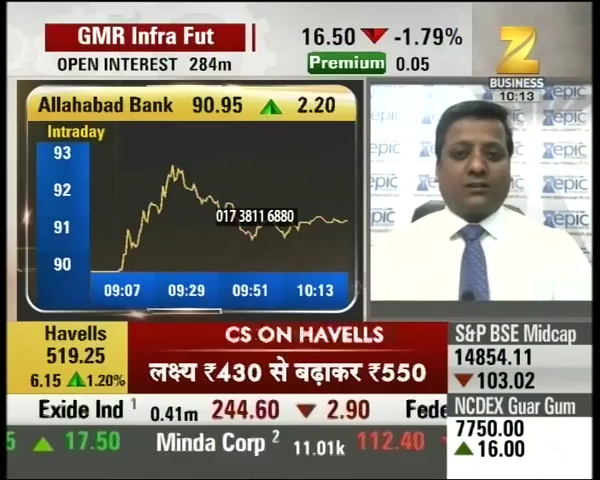 GMR Infra Fut
16.50 -1.79%
OPEN INTEREST 284m
Premium 0.05
Z
BUSINESS
10:13
Allahabad Bank 90.95 2.20
Intraday
93
92
91
90
017 3811 6880
09:07 09:29 09:51 10:13
epic
epic
epic
epic
Havells
519.25
6.15 1.20%
CS ON HAVELLS
लक्ष्य ₹430 से बढ़ाकर ₹550
S&P BSE Midcap
14854.11
103.02
NCDEX Guar Gum
7750.00
16.00
Exide Ind 1 0.41m 244.60 2.90 Fede
5 17.50 Minda Corp 2 11.01k 112.40